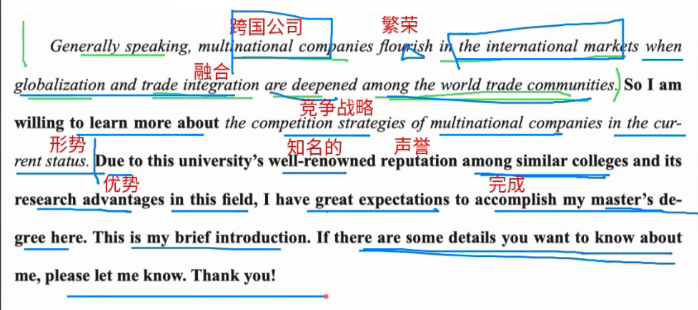 跨国公司 繁荣
Generally speaking, multinational companies flourish in the international markets when
融合
globalization and trade integration are deepened among the world trade communities. So I am
竞争战略
willing to learn more about the competition strategies of multinational companies in the cur-
形势 知名的 声誉
rent status. Due to this university's well-renowned reputation among similar colleges and its
优势 完成
research advantages in this field, I have great expectations to accomplish my master's de-
gree here. This is my brief introduction. If there are some details you want to know about
me, please let me know. Thank you!